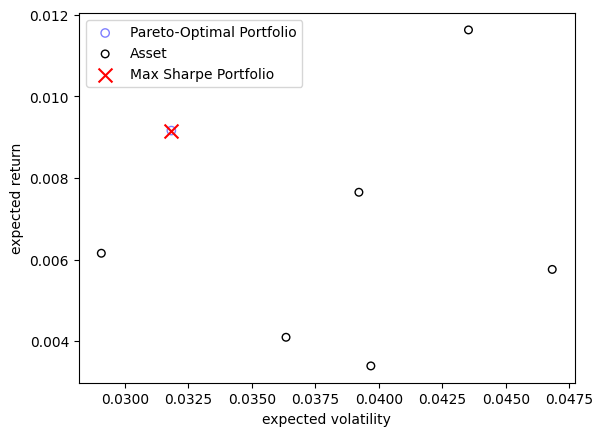 Pareto-Optimal Portfolio
Asset
Max Sharpe Portfolio
0.012
0.010
0.008
0.006
0.004
expected return
0.0300 0.0325 0.0350 0.0375 0.0400 0.0425 0.0450 0.0475
expected volatility